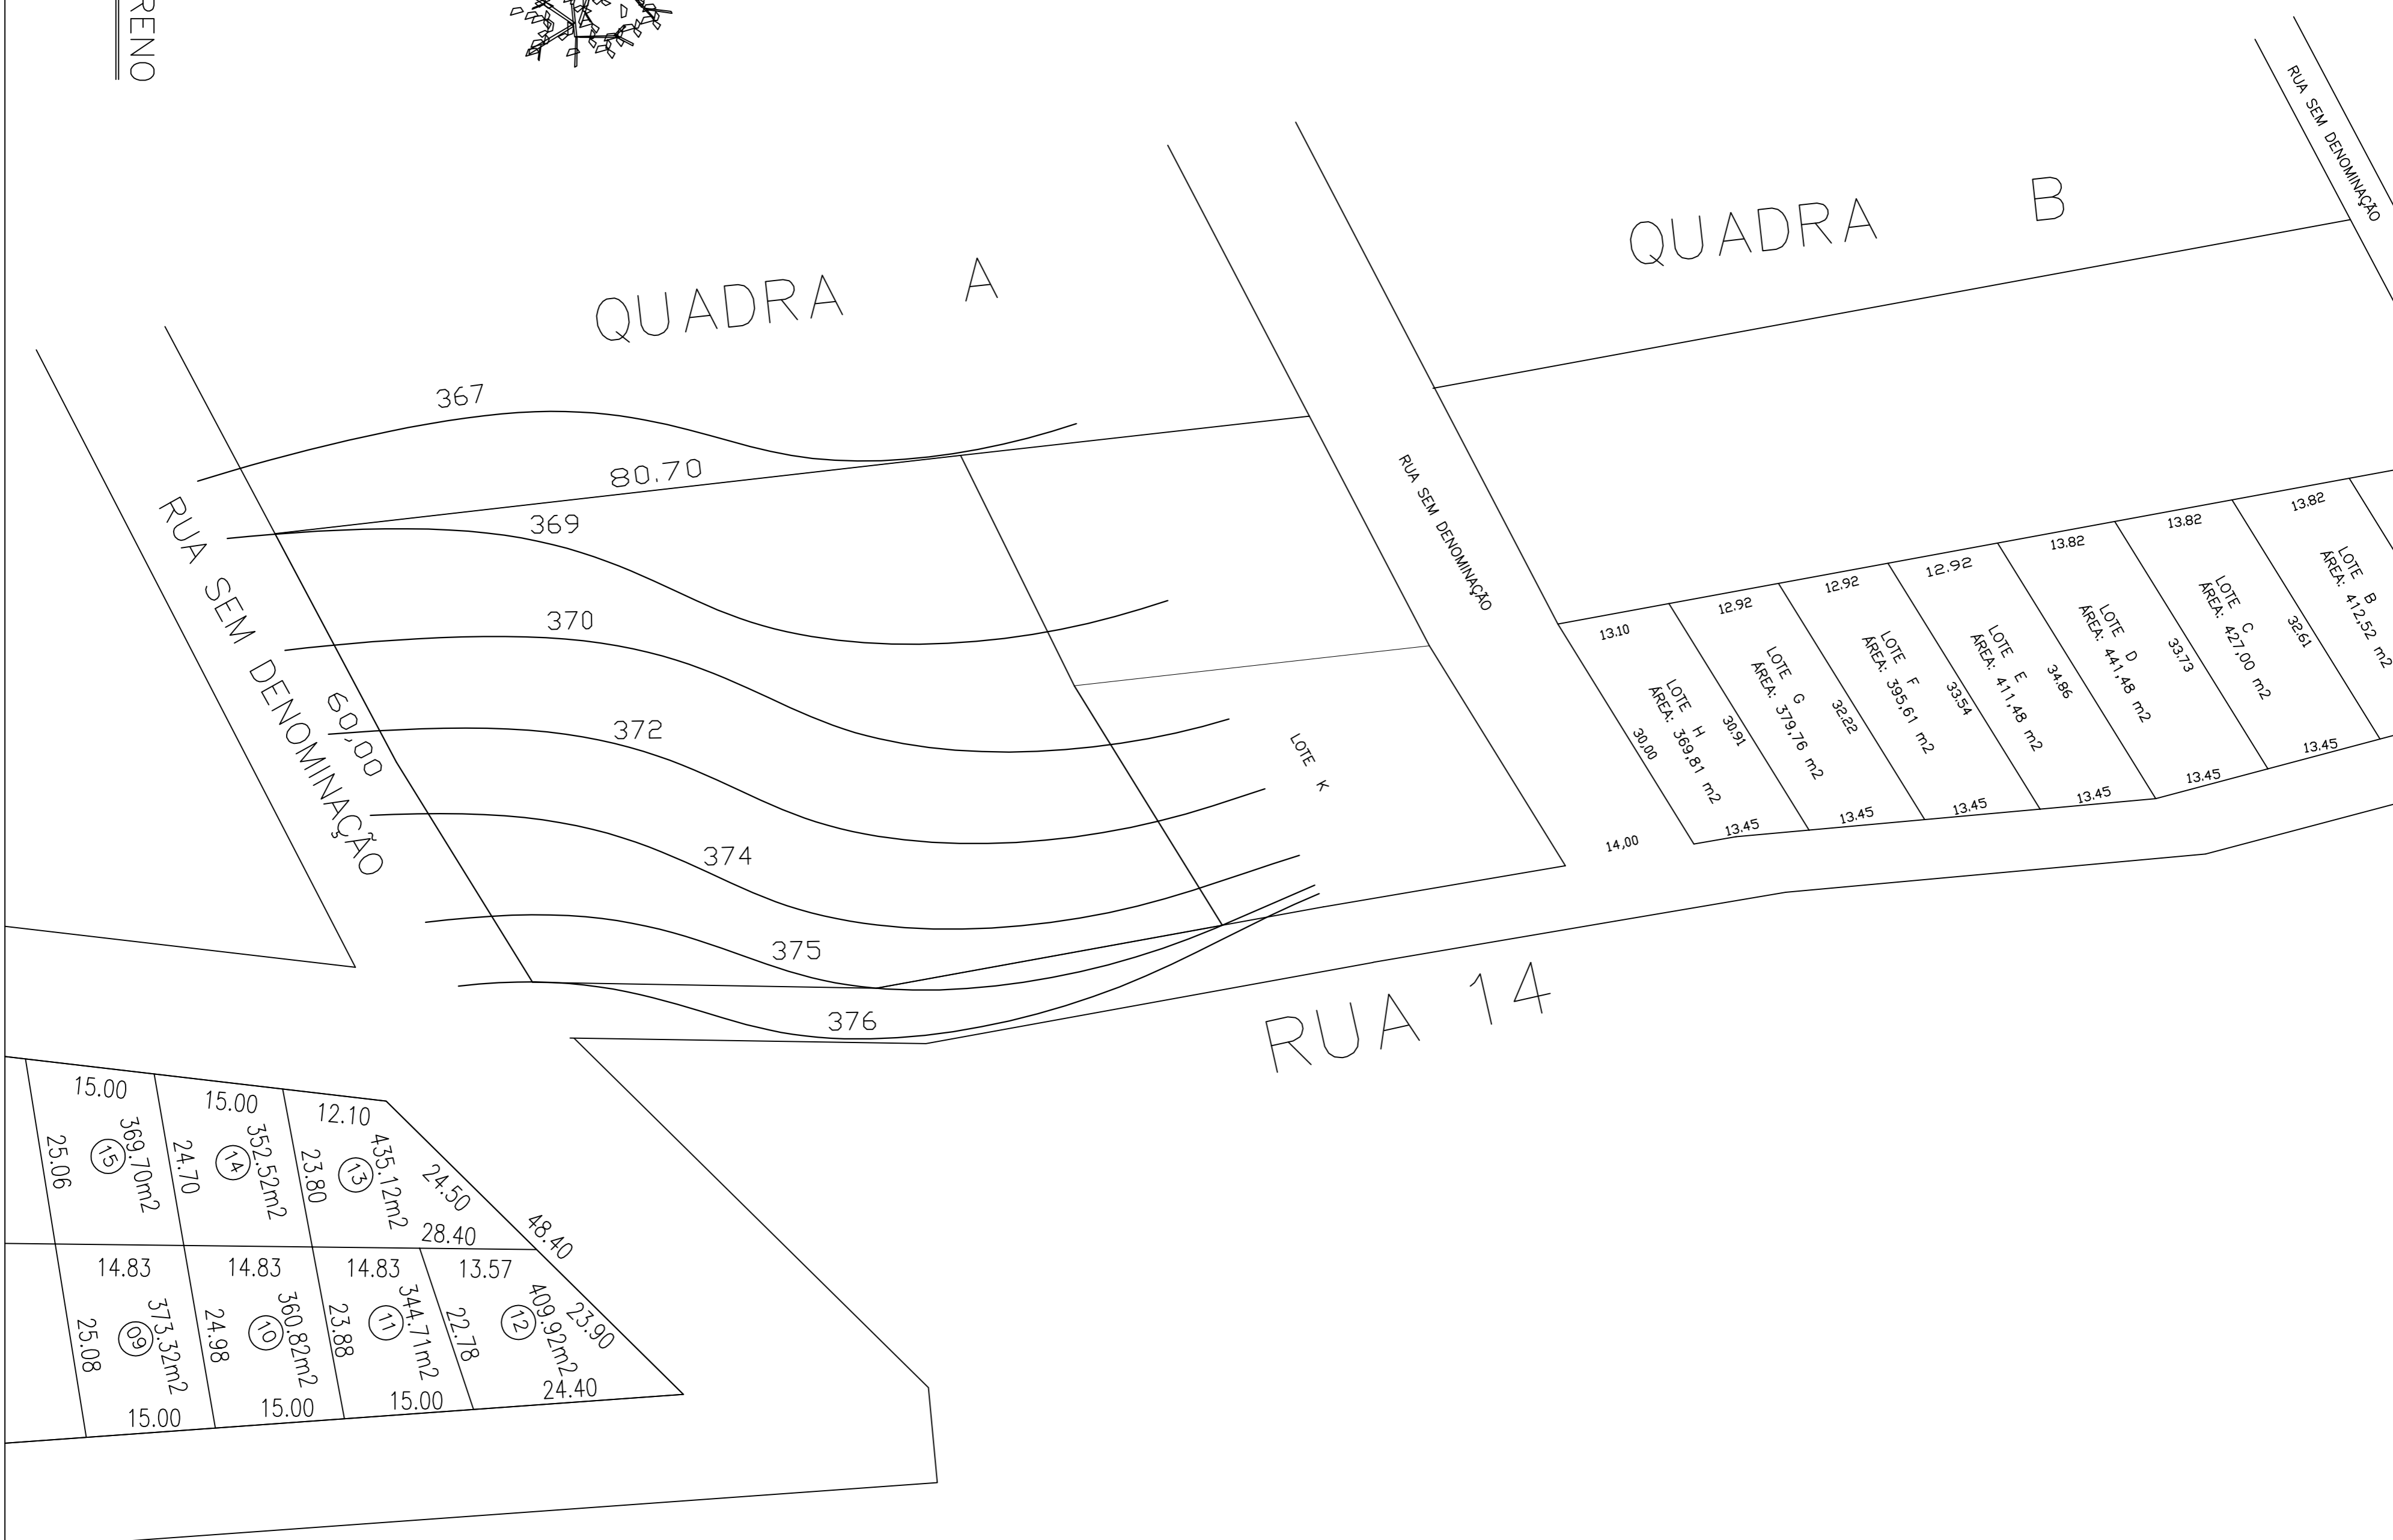 RENO
RUA SEM DENOMINAÇÃO
QUADRA B
QUADRA A
367
80.70
369
370
372
374
375
376
RUA SEM DENOMINAÇÃO
60,00
RUA SEM DENOMINAÇÃO
LOTE K
14,00
RUA 14
13.10
LOTE H
ÁREA: 369,81 m2
30,00
30.91
13.45
12.92
LOTE G
ÁREA: 379,76 m2
32.22
13.45
12.92
LOTE F
ÁREA: 395,61 m2
33.54
13.45
12.92
LOTE E
ÁREA: 411,48 m2
34.86
13.45
13.82
LOTE D
ÁREA: 441,48 m2
33.73
13.45
13.82
LOTE C
ÁREA: 427,00 m2
32.61
13.45
13.82
LOTE B
ÁREA: 412,52 m2
15.00
369.70m2
15
25.06
24.70
15.00
352.52m2
14
23.80
12.10
435.12m2
13
24.50
28.40
48.40
14.83
373.32m2
09
25.08
24.98
15.00
14.83
360.82m2
10
23.88
15.00
14.83
344.71m2
11
22.78
15.00
13.57
409.92m2
12
23.90
24.40